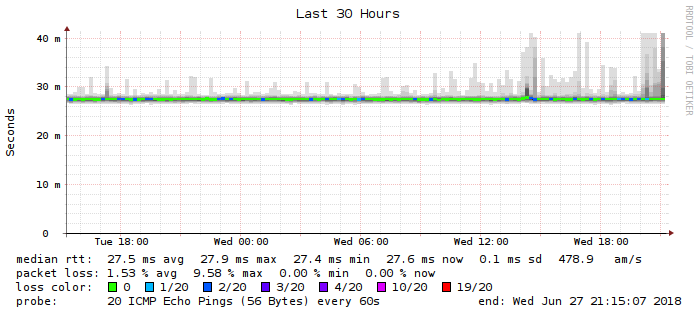 Last 30 Hours
RRDTOOL / TOBI OETIKER
Seconds
40 m
30 m
20 m
10 m
0
Tue 18:00 Wed 00:00 Wed 06:00 Wed 12:00 Wed 18:00
median rtt: 27.5 ms avg 27.9 ms max 27.4 ms min 27.6 ms now 0.1 ms sd 478.9 am/s
packet loss: 1.53 % avg 9.58 % max 0.00 % min 0.00 % now
loss color: 0 1/20 2/20 3/20 4/20 10/20 19/20
probe: 20 ICMP Echo Pings (56 Bytes) every 60s end: Wed Jun 27 21:15:07 2018